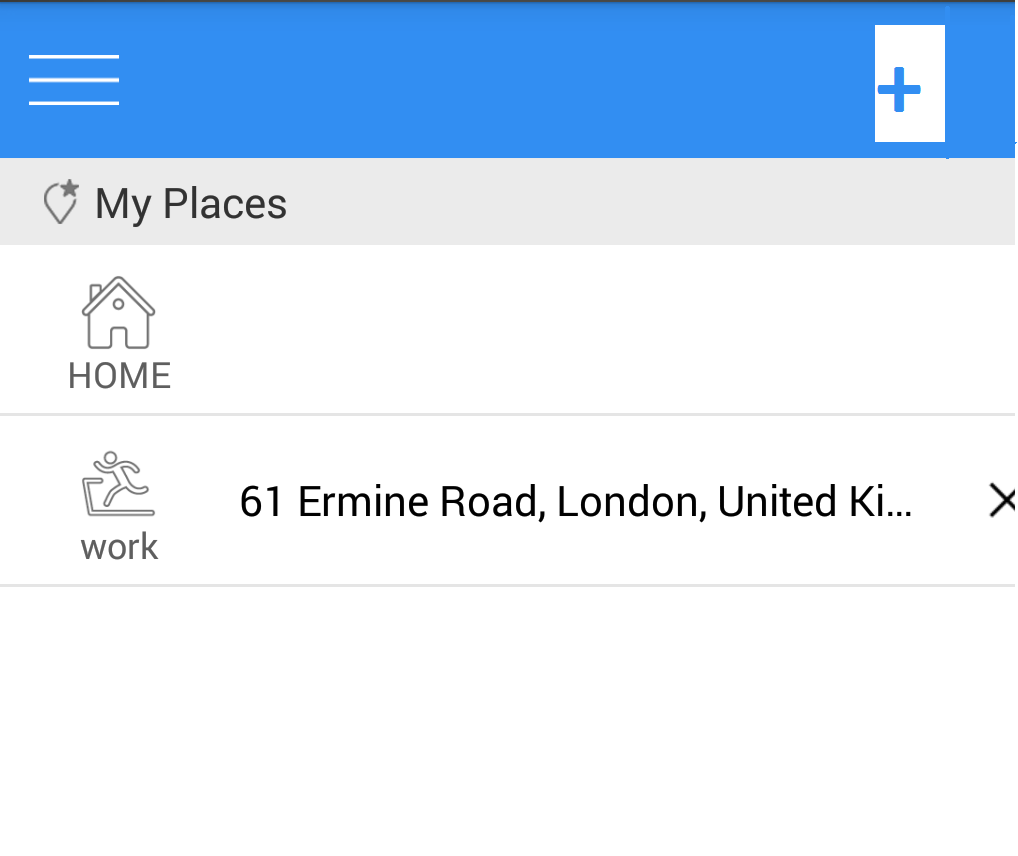 My Places
HOME
61 Ermine Road, London, United Ki...
work